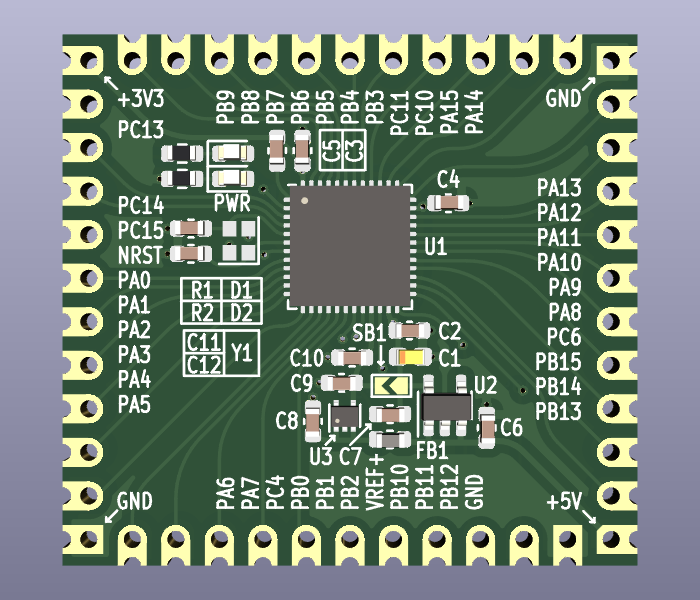 +3V3
PB9
PB8
PB7
PB6
PB5
PB4
PB3
PC11
PC10
PA15
PA14
GND
PC13
C5
C3
C4
PWR
PC14
PC15
NRST
PA0
PA1
PA2
PA3
PA4
PA5
PA13
PA12
PA11
PA10
PA9
PA8
PC6
PB15
PB14
PB13
U1
R1 D1
R2 D2
C11
C12
Y1
SB1
C2
C10
C1
C9
U2
C8
C6
U3
C7
FB1
GND
PA6
PA7
PC4
PB0
PB1
PB2
VREF+
PB10
PB11
PB12
GND
+5V